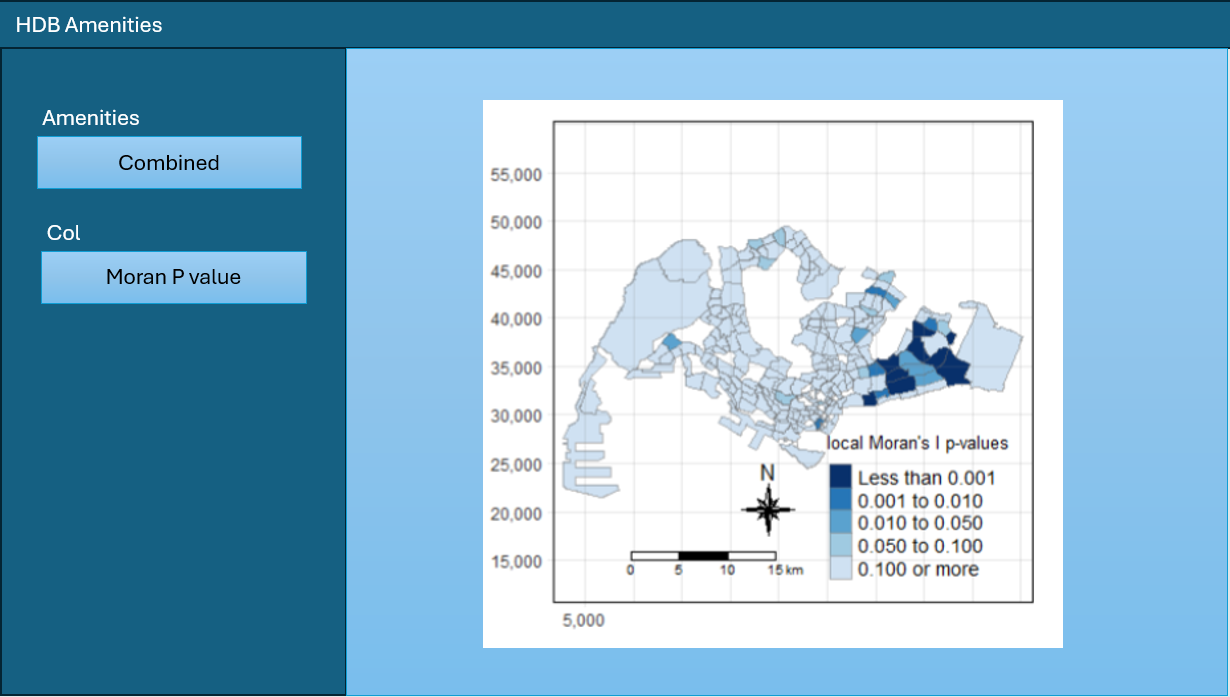 HDB Amenities
Amenities
Combined
Col
Moran P value
55,000
50,000
45,000
40,000
35,000
30,000
25,000
20,000
15,000
5,000
local Moran's I p-values
Less than 0.001
0.001 to 0.010
0.010 to 0.050
0.050 to 0.100
0.100 or more
N
0 5 10 15 km